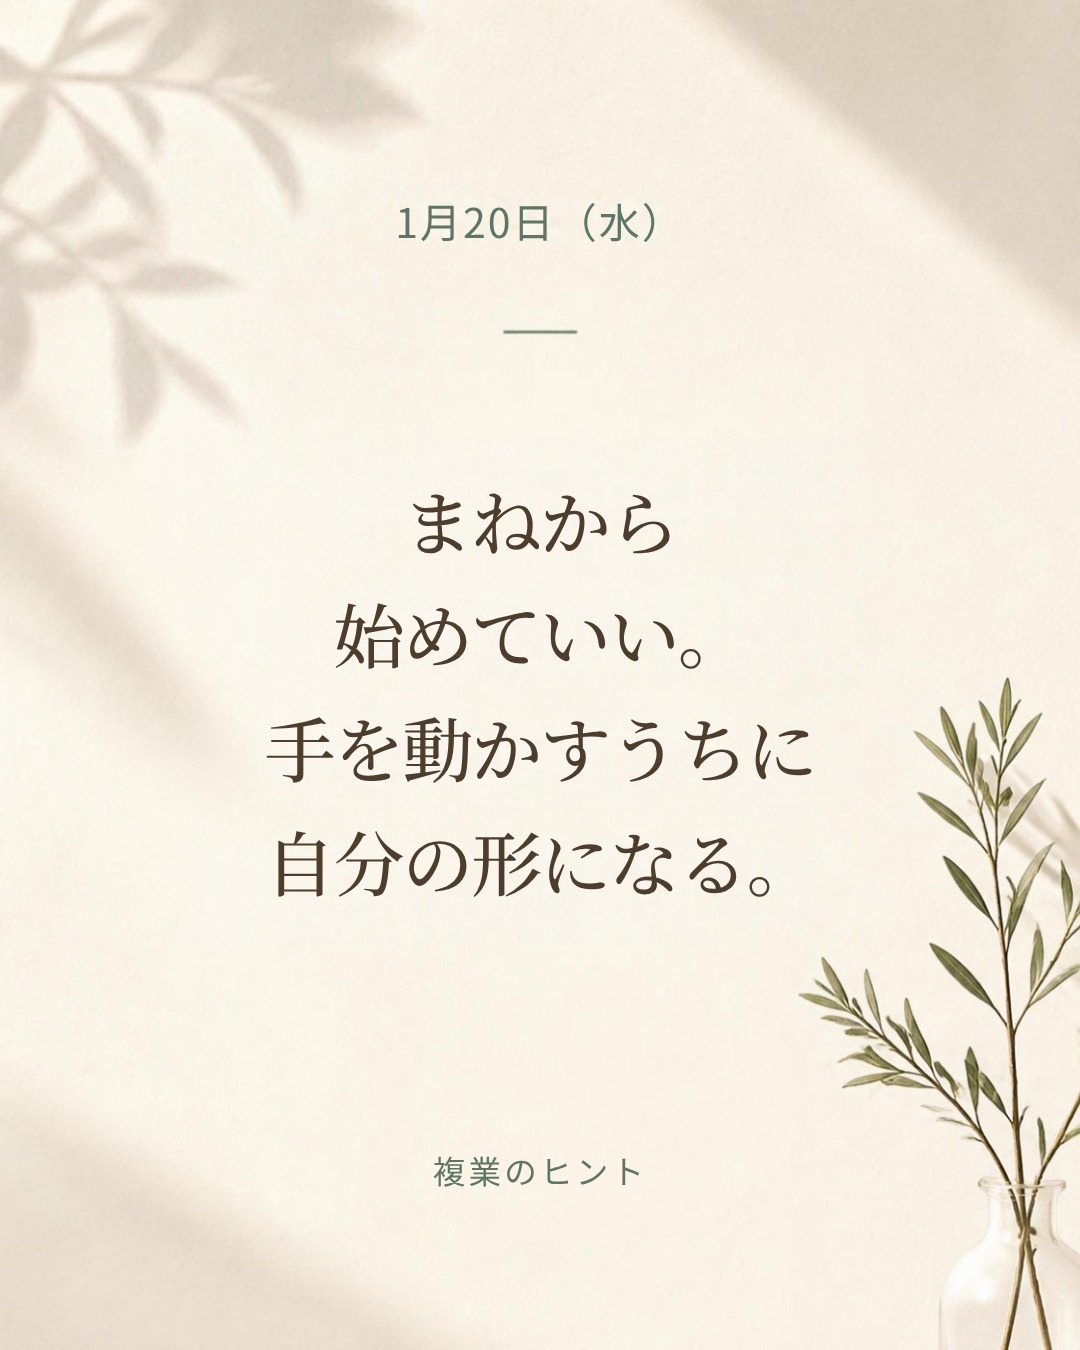 1月20日（水）
まねから
始めていい。
手を動かすうちに
自分の形になる。
複業のヒント